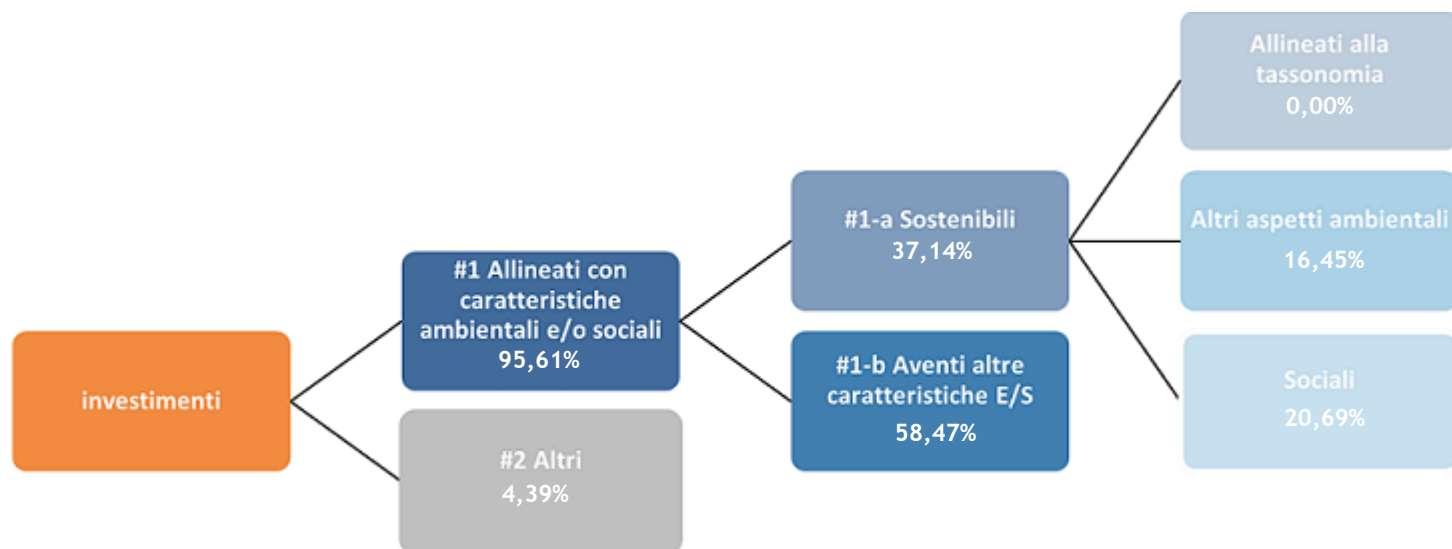 investimenti
#1 Allineati con
caratteristiche
ambientali e/o sociali
95,61%
#2 Altri
4,39%
#1-a Sostenibili
37,14%
#1-b Aventi altre
caratteristiche E/S
58,47%
Allineati alla
tassonomia
0,00%
Altri aspetti ambientali
16,45%
Sociali
20,69%